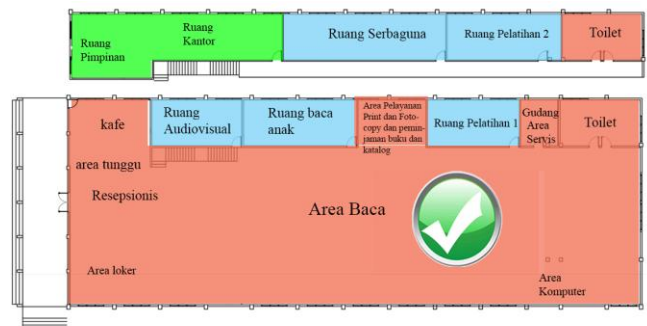 Ruang
Pimpinan
Ruang
Kantor
Ruang Serbaguna
Ruang Pelatihan 2
Toilet
kafe
Ruang
Audiovisual
Ruang baca
anak
Area Pelayanan
Print dan Foto-
copy dan pemin-
jaman buku dan
katalog
Ruang Pelatihan 1
Gudang
Area
Servis
Toilet
area tunggu
Resepsionis
Area Baca
Area loker
Area
Komputer